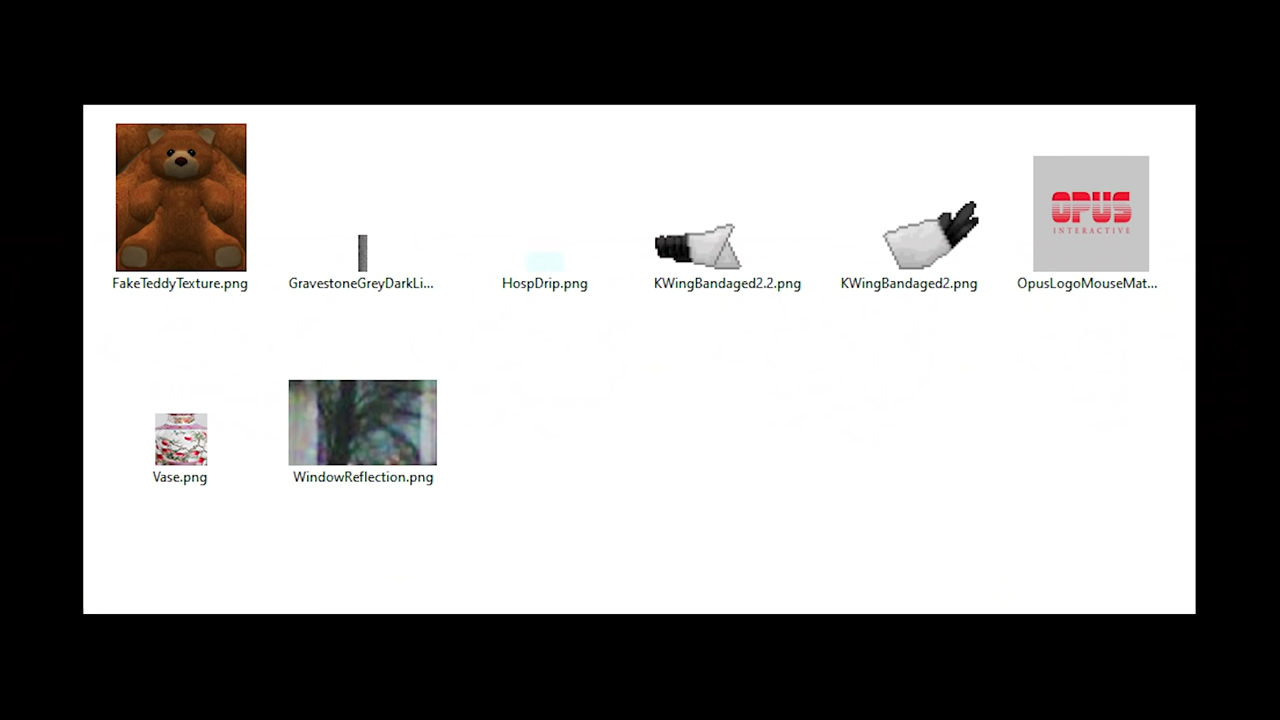 OPUS
INTERACTIVE
FakeTeddyTexture.png
GravestoneGreyDarkLi...
HospDrip.png
KWingBandaged2.2.png
KWingBandaged2.png
OpusLogoMouseMat...
Vase.png
WindowReflection.png